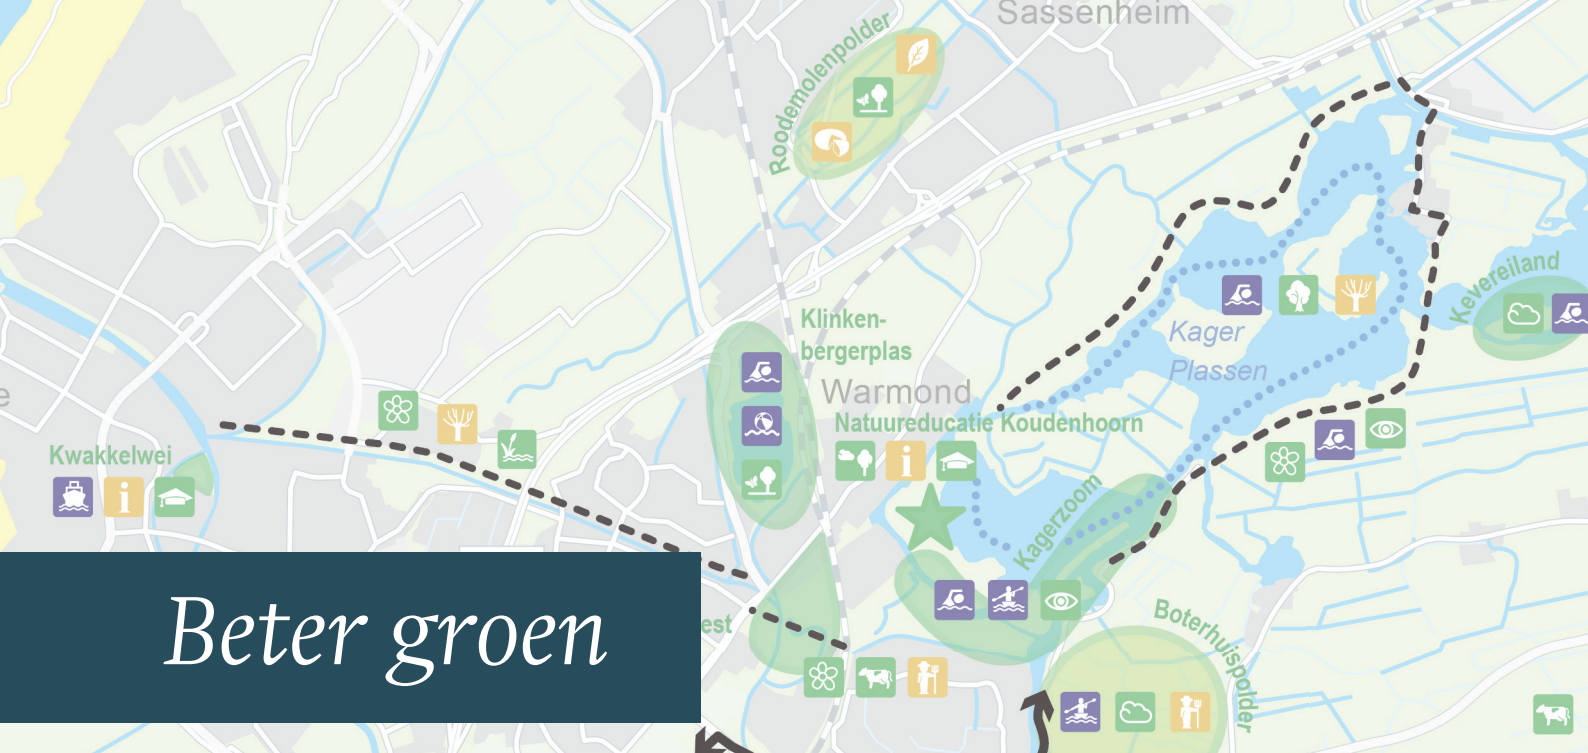 Sassenheim
Roodemolenpolder
Kevereiland
Klinken-
bergerplas
Kager
Plassen
Warmond
Natuureducatie Koudenhoorn
Kwakkelwei
Kagerzoom
Boterhuispolder
Beter groen